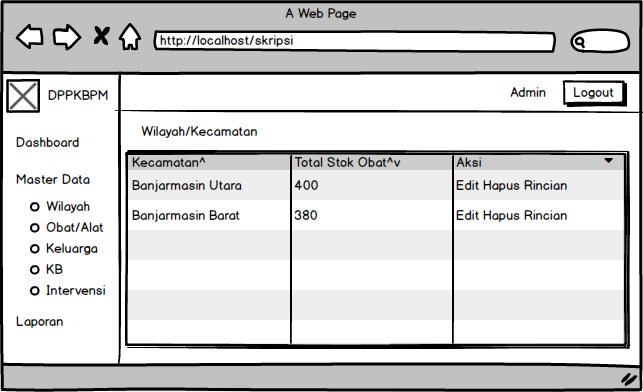 A Web Page
http://localhost/skripsi
DPPKBPM
Admin Logout
Dashboard
Master Data
Wilayah
Obat/Alat
Keluarga
KB
Intervensi
Laporan
Wilayah/Kecamatan
Kecamatan^ Total Stok Obat^v Aksi
Banjarmasin Utara 400 Edit Hapus Rincian
Banjarmasin Barat 380 Edit Hapus Rincian